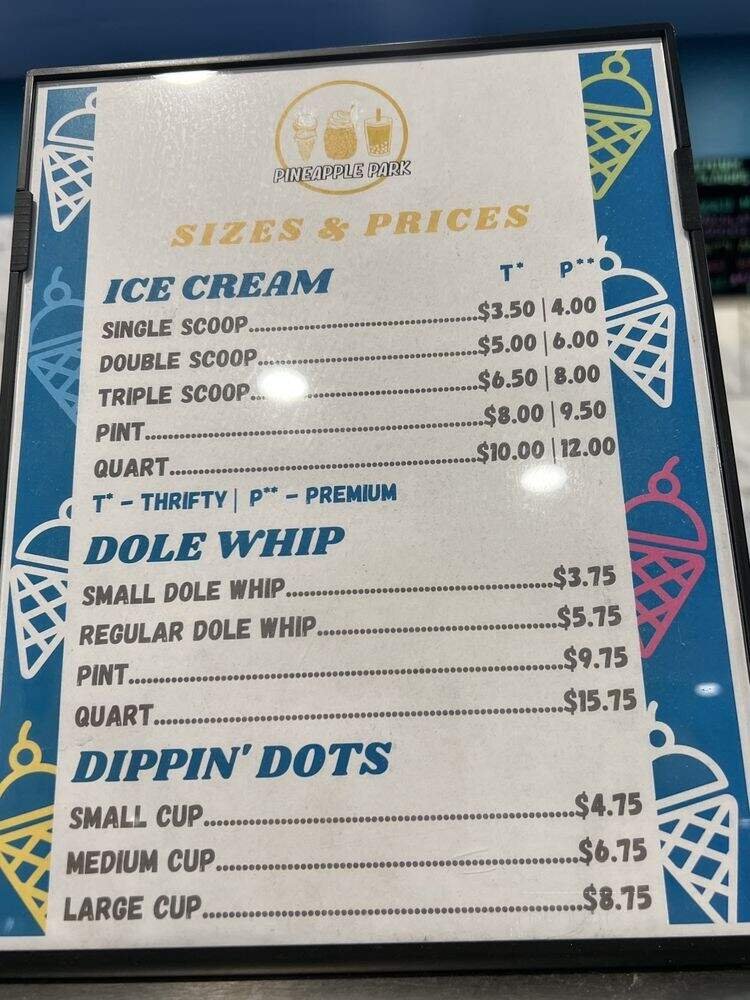 PINEAPPLE PARK
SIZES & PRICES
ICE CREAM T* P**
SINGLE SCOOP........................................$3.50 | 4.00
DOUBLE SCOOP........................................$5.00 | 6.00
TRIPLE SCOOP........................................$6.50 | 8.00
PINT........................................$8.00 | 9.50
QUART........................................$10.00 | 12.00
T* - THRIFTY | P** - PREMIUM
DOLE WHIP
SMALL DOLE WHIP........................................$3.75
REGULAR DOLE WHIP........................................$5.75
PINT........................................$9.75
QUART........................................$15.75
DIPPIN' DOTS
SMALL CUP........................................$4.75
MEDIUM CUP........................................$6.75
LARGE CUP........................................$8.75